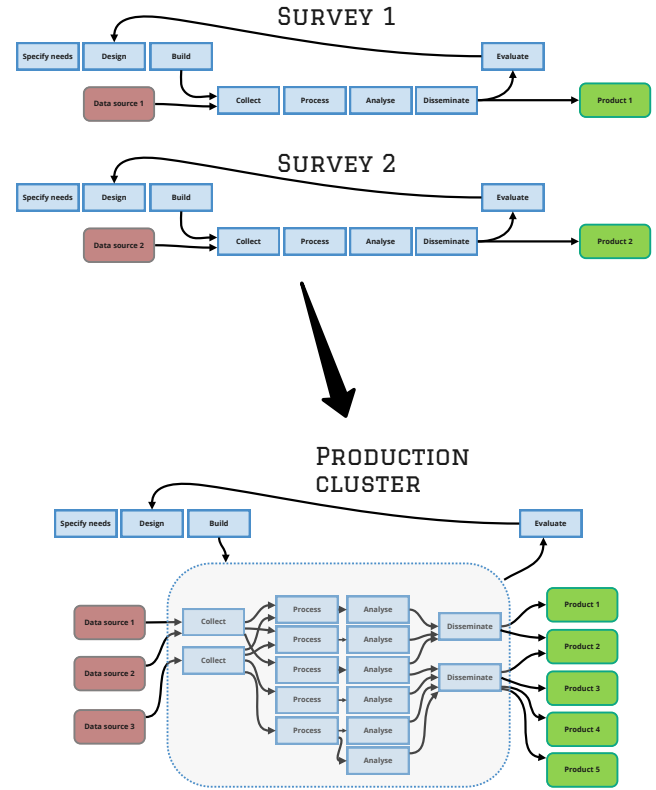 SURVEY 1
Specify needs
Design
Build
Evaluate
Data source 1
Collect
Process
Analyse
Disseminate
Product 1
SURVEY 2
Specify needs
Design
Build
Evaluate
Data source 2
Collect
Process
Analyse
Disseminate
Product 2
PRODUCTION
CLUSTER
Specify needs
Design
Build
Evaluate
Data source 1
Data source 2
Data source 3
Collect
Collect
Process
Process
Process
Process
Process
Analyse
Analyse
Analyse
Analyse
Analyse
Analyse
Disseminate
Disseminate
Product 1
Product 2
Product 3
Product 4
Product 5